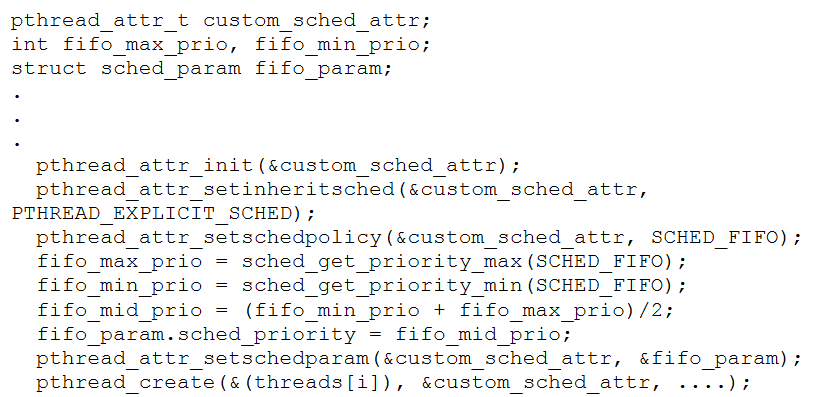 pthread_attr_t custom_sched_attr;
int fifo_max_prio, fifo_min_prio;
struct sched_param fifo_param;
.
.
.
pthread_attr_init(&custom_sched_attr);
pthread_attr_setinheritsched(&custom_sched_attr,
PTHREAD_EXPLICIT_SCHED);
pthread_attr_setschedpolicy(&custom_sched_attr, SCHED_FIFO);
fifo_max_prio = sched_get_priority_max(SCHED_FIFO);
fifo_min_prio = sched_get_priority_min(SCHED_FIFO);
fifo_mid_prio = (fifo_min_prio + fifo_max_prio)/2;
fifo_param.sched_priority = fifo_mid_prio;
pthread_attr_setschedparam(&custom_sched_attr, &fifo_param);
pthread_create(&(threads[i]), &custom_sched_attr, ....);